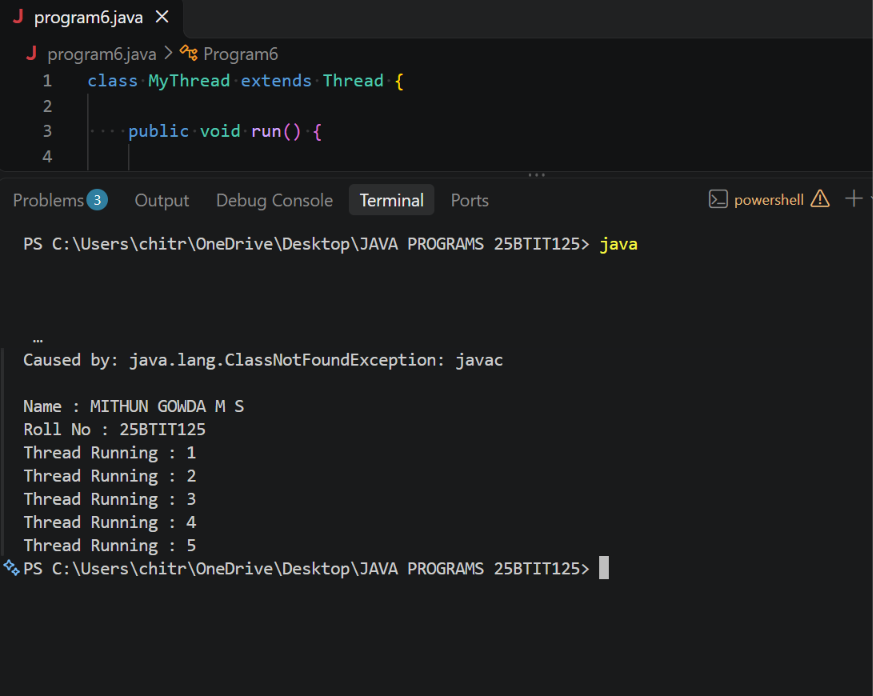 J program6.java ×
J program6.java > Program6
1 class MyThread extends Thread {
2
3 public void run() {
4
Problems 3 Output Debug Console Terminal Ports powershell
PS C:\Users\chitr\OneDrive\Desktop\JAVA PROGRAMS 25BTIT125> java
…
Caused by: java.lang.ClassNotFoundException: javac
Name : MITHUN GOWDA M S
Roll No : 25BTIT125
Thread Running : 1
Thread Running : 2
Thread Running : 3
Thread Running : 4
Thread Running : 5
PS C:\Users\chitr\OneDrive\Desktop\JAVA PROGRAMS 25BTIT125>